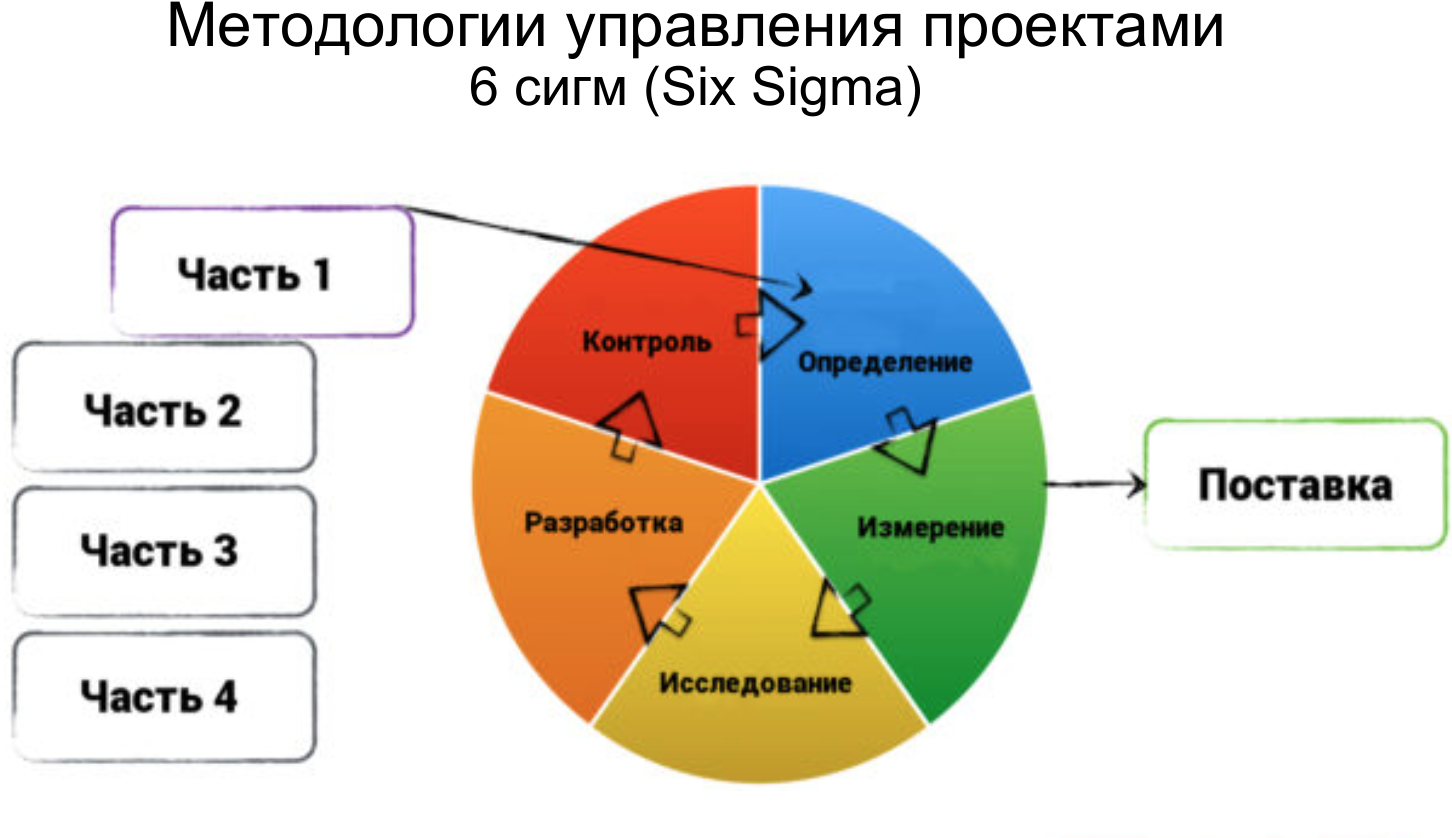 Методологии управления проектами
6 сигм (Six Sigma)
Часть 1
Часть 2
Часть 3
Часть 4
Контроль
Определение
Разработка
Измерение
Исследование
Поставка